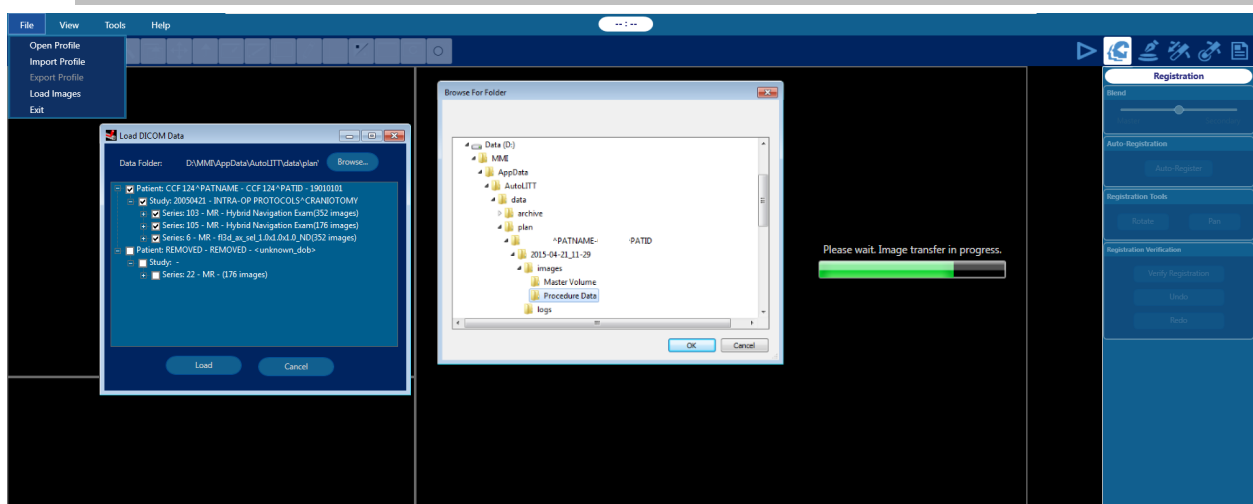 File View Tools Help
-- : --
Open Profile
Import Profile
Export Profile
Load Images
Exit
Load DICOM Data
Data Folder: D:\MMI\AppData\AutoLITT\data\plan\ Browse...
Patient: CCF 124^PATNAME - CCF 124^PATID - 19010101
Study: 20050421 - INTRA-OP PROTOCOLS^CRANIOTOMY
Series: 103 - MR - Hybrid Navigation Exam(352 images)
Series: 105 - MR - Hybrid Navigation Exam(176 images)
Series: 6 - MR - fl3d_ax_sel_1.0x1.0x1.0_ND(352 images)
Patient: REMOVED - REMOVED - <unknown_dob>
Study: -
Series: 22 - MR - (176 images)
Load Cancel
Browse For Folder
Data (D:)
MMI
AppData
AutoLITT
data
archive
plan
^PATNAME- ^PATID
2015-04-21_11-29
images
Master Volume
Procedure Data
logs
OK Cancel
Please wait. Image transfer in progress.
Registration
Blend
Auto-Registration
Auto-Register
Registration Tools
Rotate Pan
Registration Verification
Verify Registration
Undo
Redo